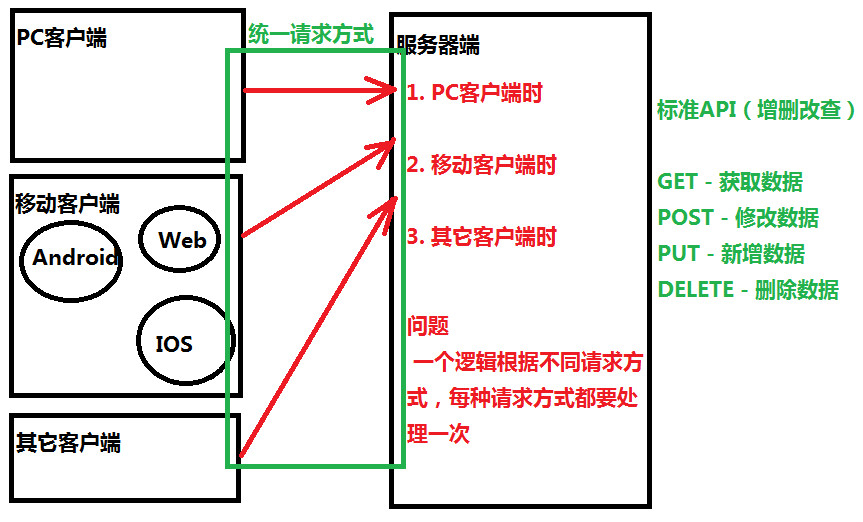 PC客户端
统一请求方式
服务器端
1. PC客户端时
2. 移动客户端时
3. 其它客户端时
问题
一个逻辑根据不同请求方
式，每种请求方式都要处
理一次
移动客户端
Android
Web
IOS
其它客户端
标准API（增删改查）
GET - 获取数据
POST - 修改数据
PUT - 新增数据
DELETE - 删除数据